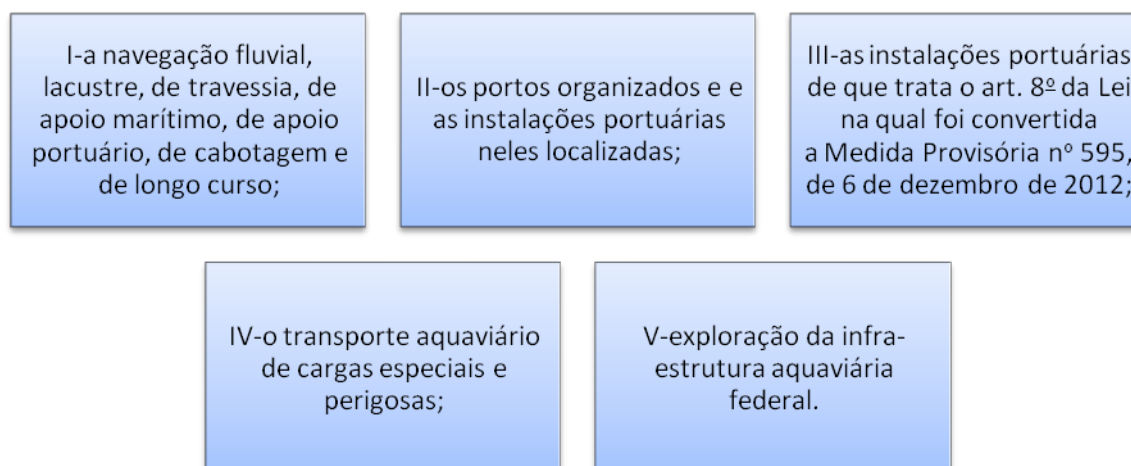 I-a navegação fluvial,
lacustre, de travessia, de
apoio marítimo, de apoio
portuário, de cabotagem e
de longo curso;
II-os portos organizados e e
as instalações portuárias
neles localizadas;
III-as instalações portuárias
de que trata o art. 8º da Lei
na qual foi convertida
a Medida Provisória nº 595,
de 6 de dezembro de 2012;
IV-o transporte aquaviário
de cargas especiais e
perigosas;
V-exploração da infra-
estrutura aquaviária
federal.